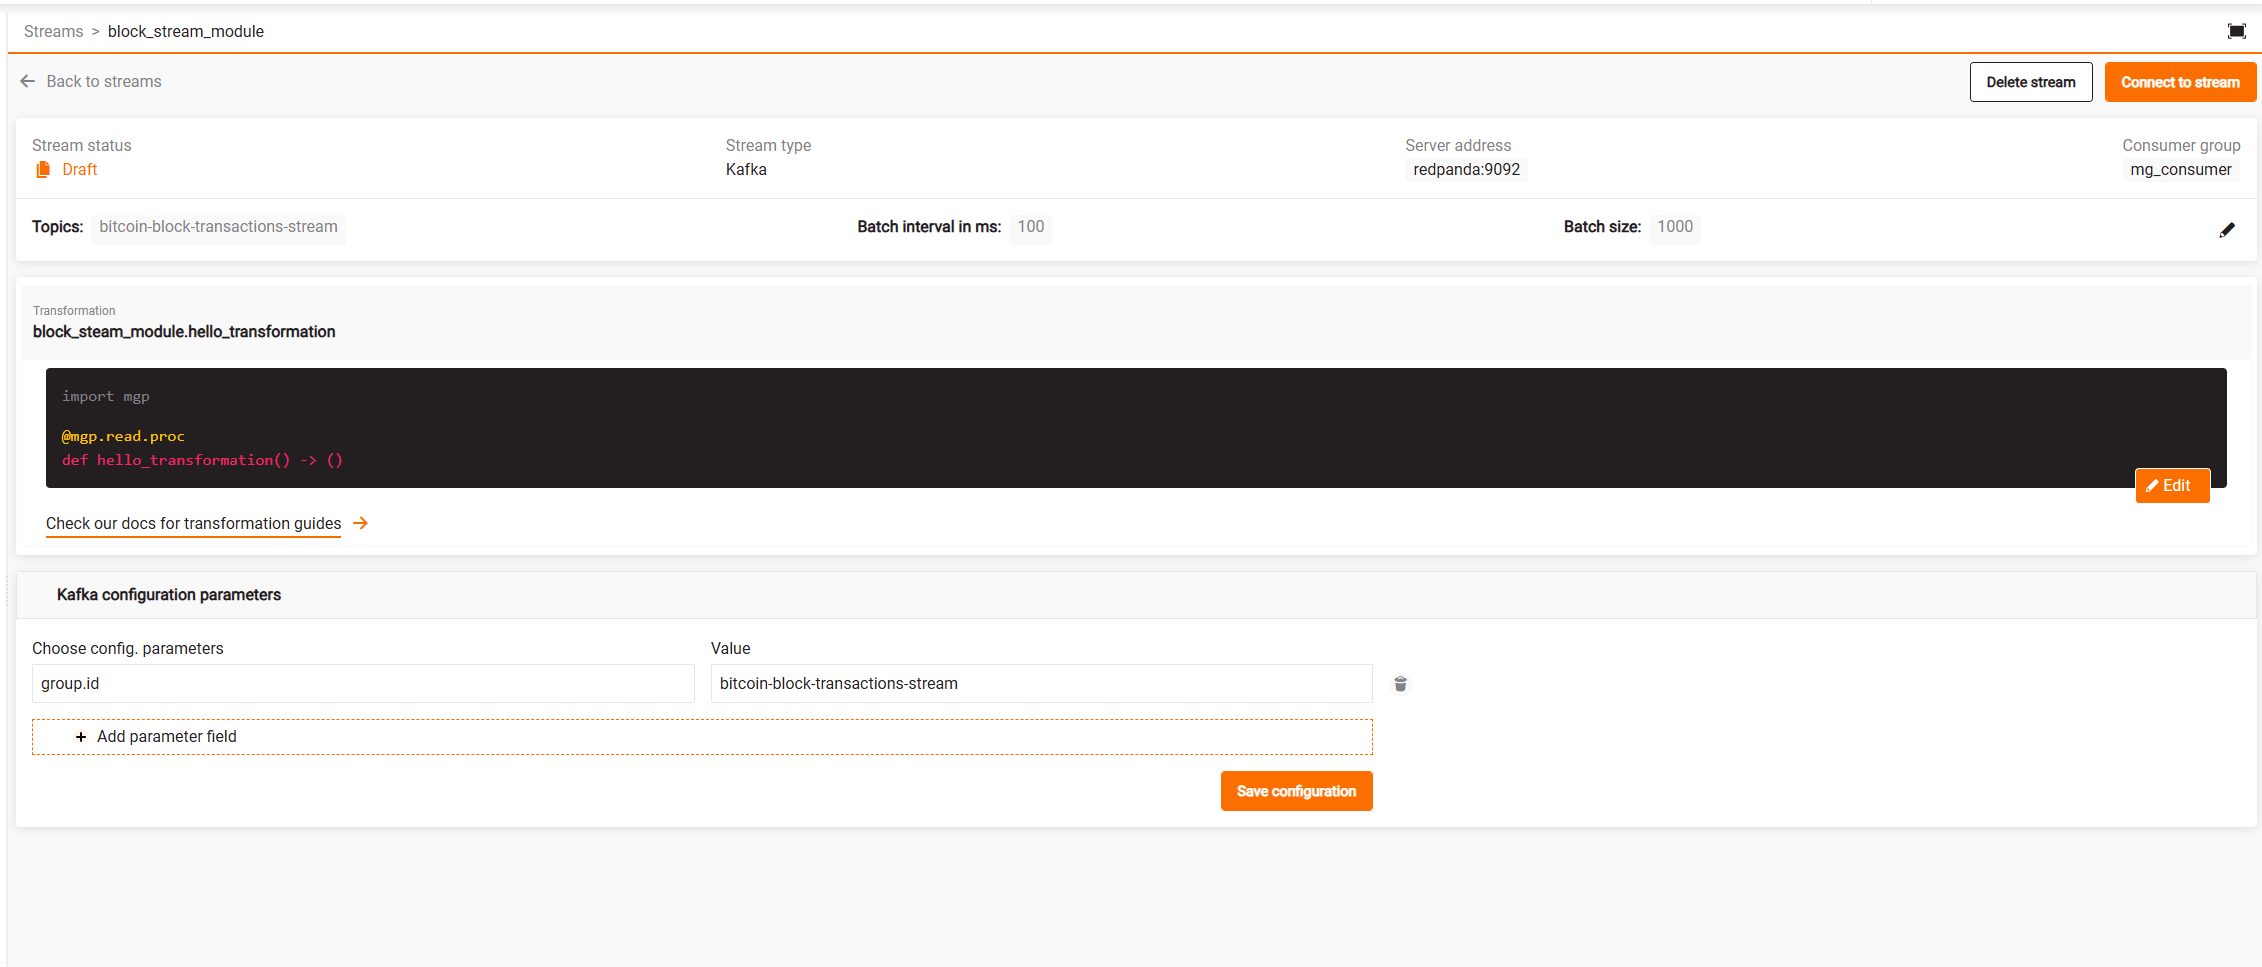 Streams > block_stream_module
Back to streams
Delete stream
Connect to stream
Stream status
Draft
Stream type
Kafka
Server address
redpanda:9092
Consumer group
mg_consumer
Topics: bitcoin-block-transactions-stream
Batch interval in ms: 100
Batch size: 1000
Transformation
block_steam_module.hello_transformation
import mgp
@mgp.read.proc
def hello_transformation() -> ()
Edit
Check our docs for transformation guides
Kafka configuration parameters
Choose config. parameters
Value
group.id
bitcoin-block-transactions-stream
+ Add parameter field
Save configuration